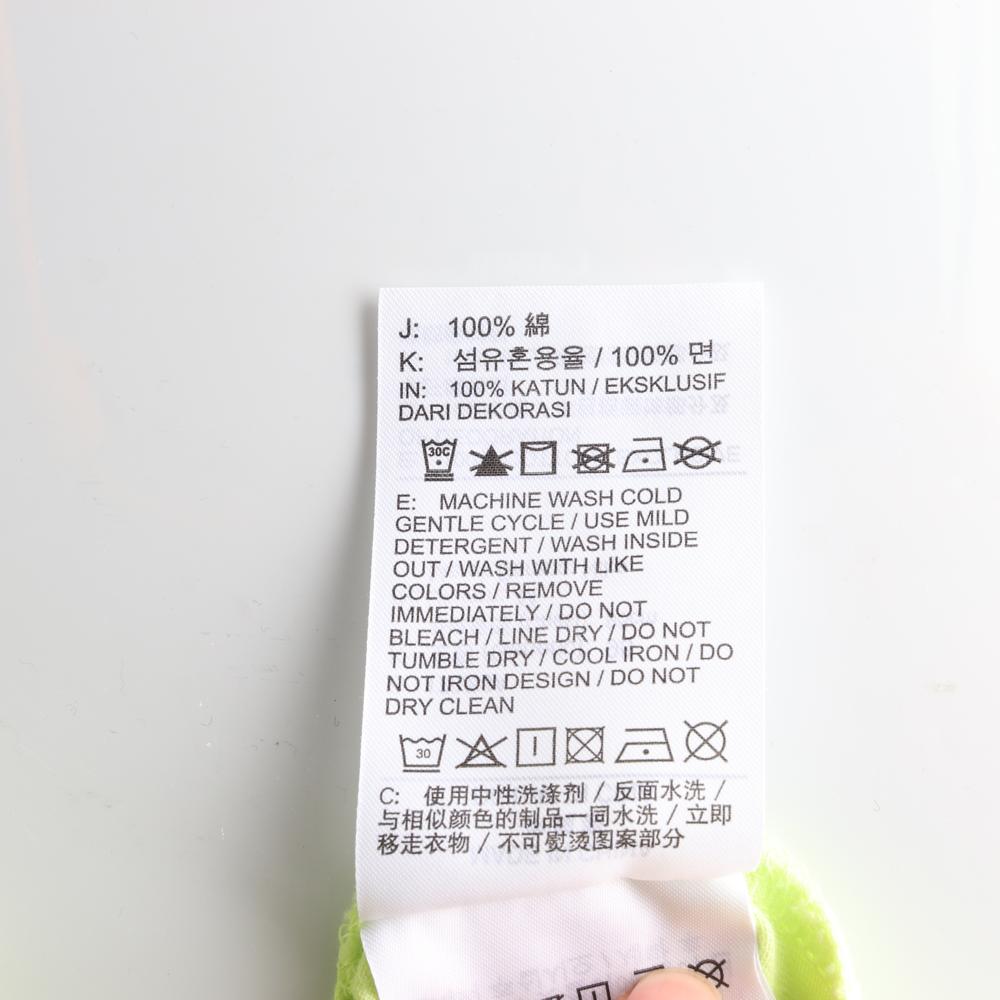 J: 100% 綿
K: 섬유혼용율 / 100% 면
IN: 100% KATUN / EKSKLUSIF
DARI DEKORASI
30C
E: MACHINE WASH COLD
GENTLE CYCLE / USE MILD
DETERGENT / WASH INSIDE
OUT / WASH WITH LIKE
COLORS / REMOVE
IMMEDIATELY / DO NOT
BLEACH / LINE DRY / DO NOT
TUMBLE DRY / COOL IRON / DO
NOT IRON DESIGN / DO NOT
DRY CLEAN
30
C: 使用中性洗涤剂 / 反面水洗 /
与相似颜色的制品一同水洗 / 立即
移走衣物 / 不可熨烫图案部分